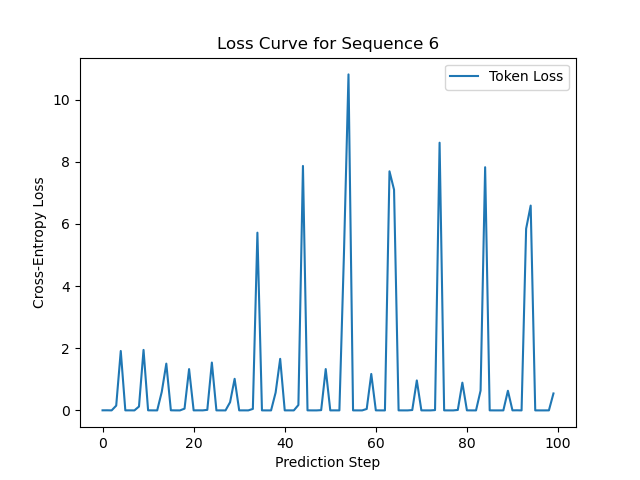 Loss Curve for Sequence 6
Token Loss
Cross-Entropy Loss
10
8
6
4
2
0
0 20 40 60 80 100
Prediction Step